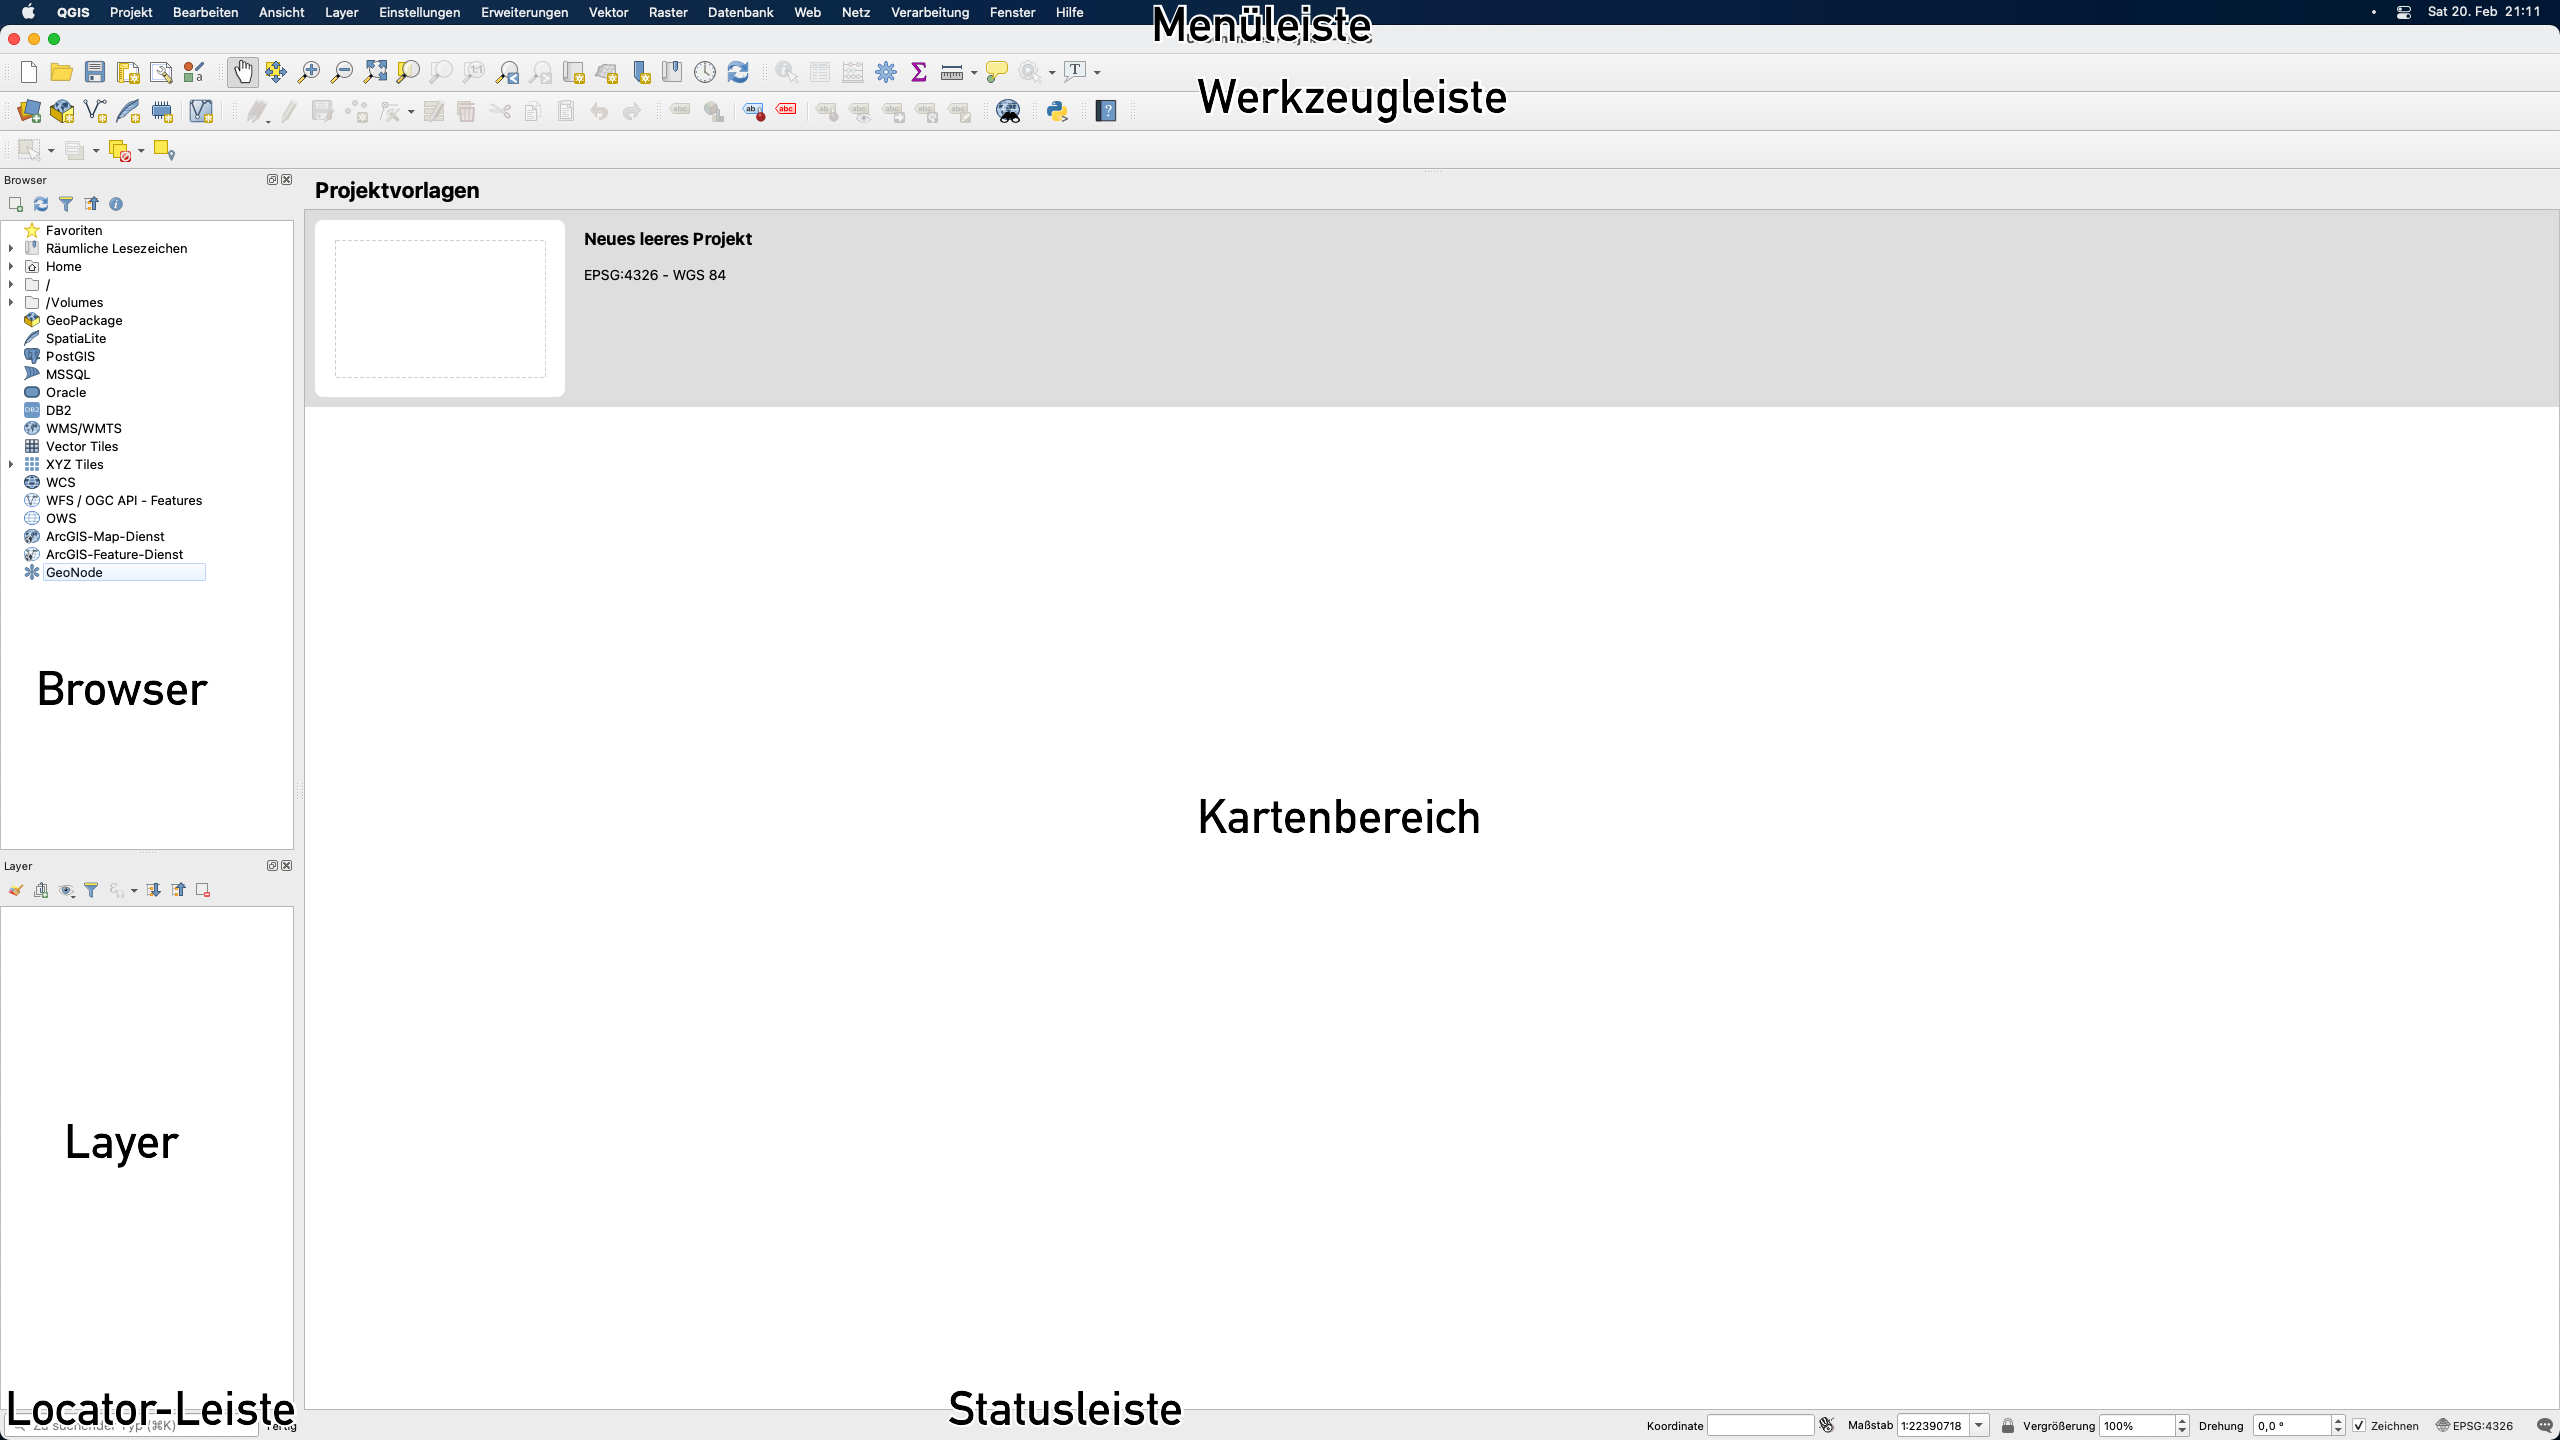 QGIS Projekt Bearbeiten Ansicht Layer Einstellungen Erweiterungen Vektor Raster Datenbank Web Netz Verarbeitung Fenster Hilfe Sat 20. Feb 21:11
Menüleiste
Werkzeugleiste
Browser
Projektvorlagen
Favoriten
Räumliche Lesezeichen
Home
/
/Volumes
GeoPackage
SpatiaLite
PostGIS
MSSQL
Oracle
DB2
WMS/WMTS
Vector Tiles
XYZ Tiles
WCS
WFS / OGC API - Features
OWS
ArcGIS-Map-Dienst
ArcGIS-Feature-Dienst
GeoNode
Neues leeres Projekt
EPSG:4326 - WGS 84
Browser
Kartenbereich
Layer
Layer
Locator-Leiste
Statusleiste
Zu suchender Typ (⌘K) Fertig
Koordinate Maßstab 1:22390718 Vergrößerung 100% Drehung 0,0 ° Zeichnen EPSG:4326